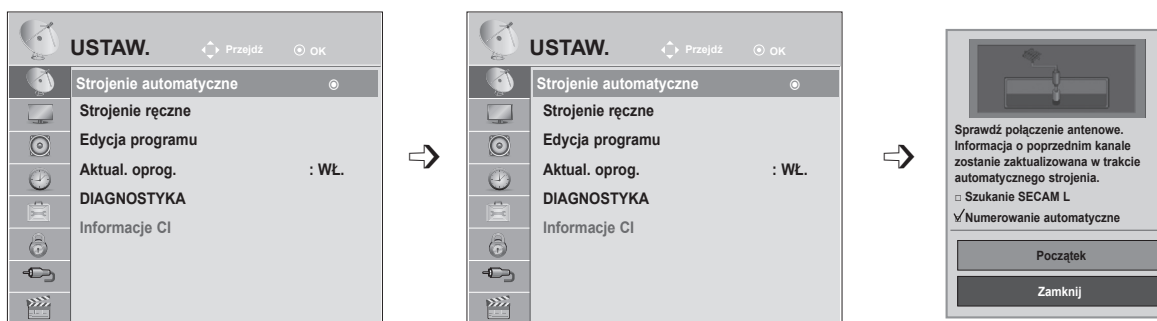 USTAW. Przejdź OK
Strojenie automatyczne
Strojenie ręczne
Edycja programu
Aktual. oprog. : WŁ.
DIAGNOSTYKA
Informacje CI
USTAW. Przejdź OK
Strojenie automatyczne
Strojenie ręczne
Edycja programu
Aktual. oprog. : WŁ.
DIAGNOSTYKA
Informacje CI
Sprawdź połączenie antenowe.
Informacja o poprzednim kanale
zostanie zaktualizowana w trakcie
automatycznego strojenia.
Szukanie SECAM L
Numerowanie automatyczne
Początek
Zamknij